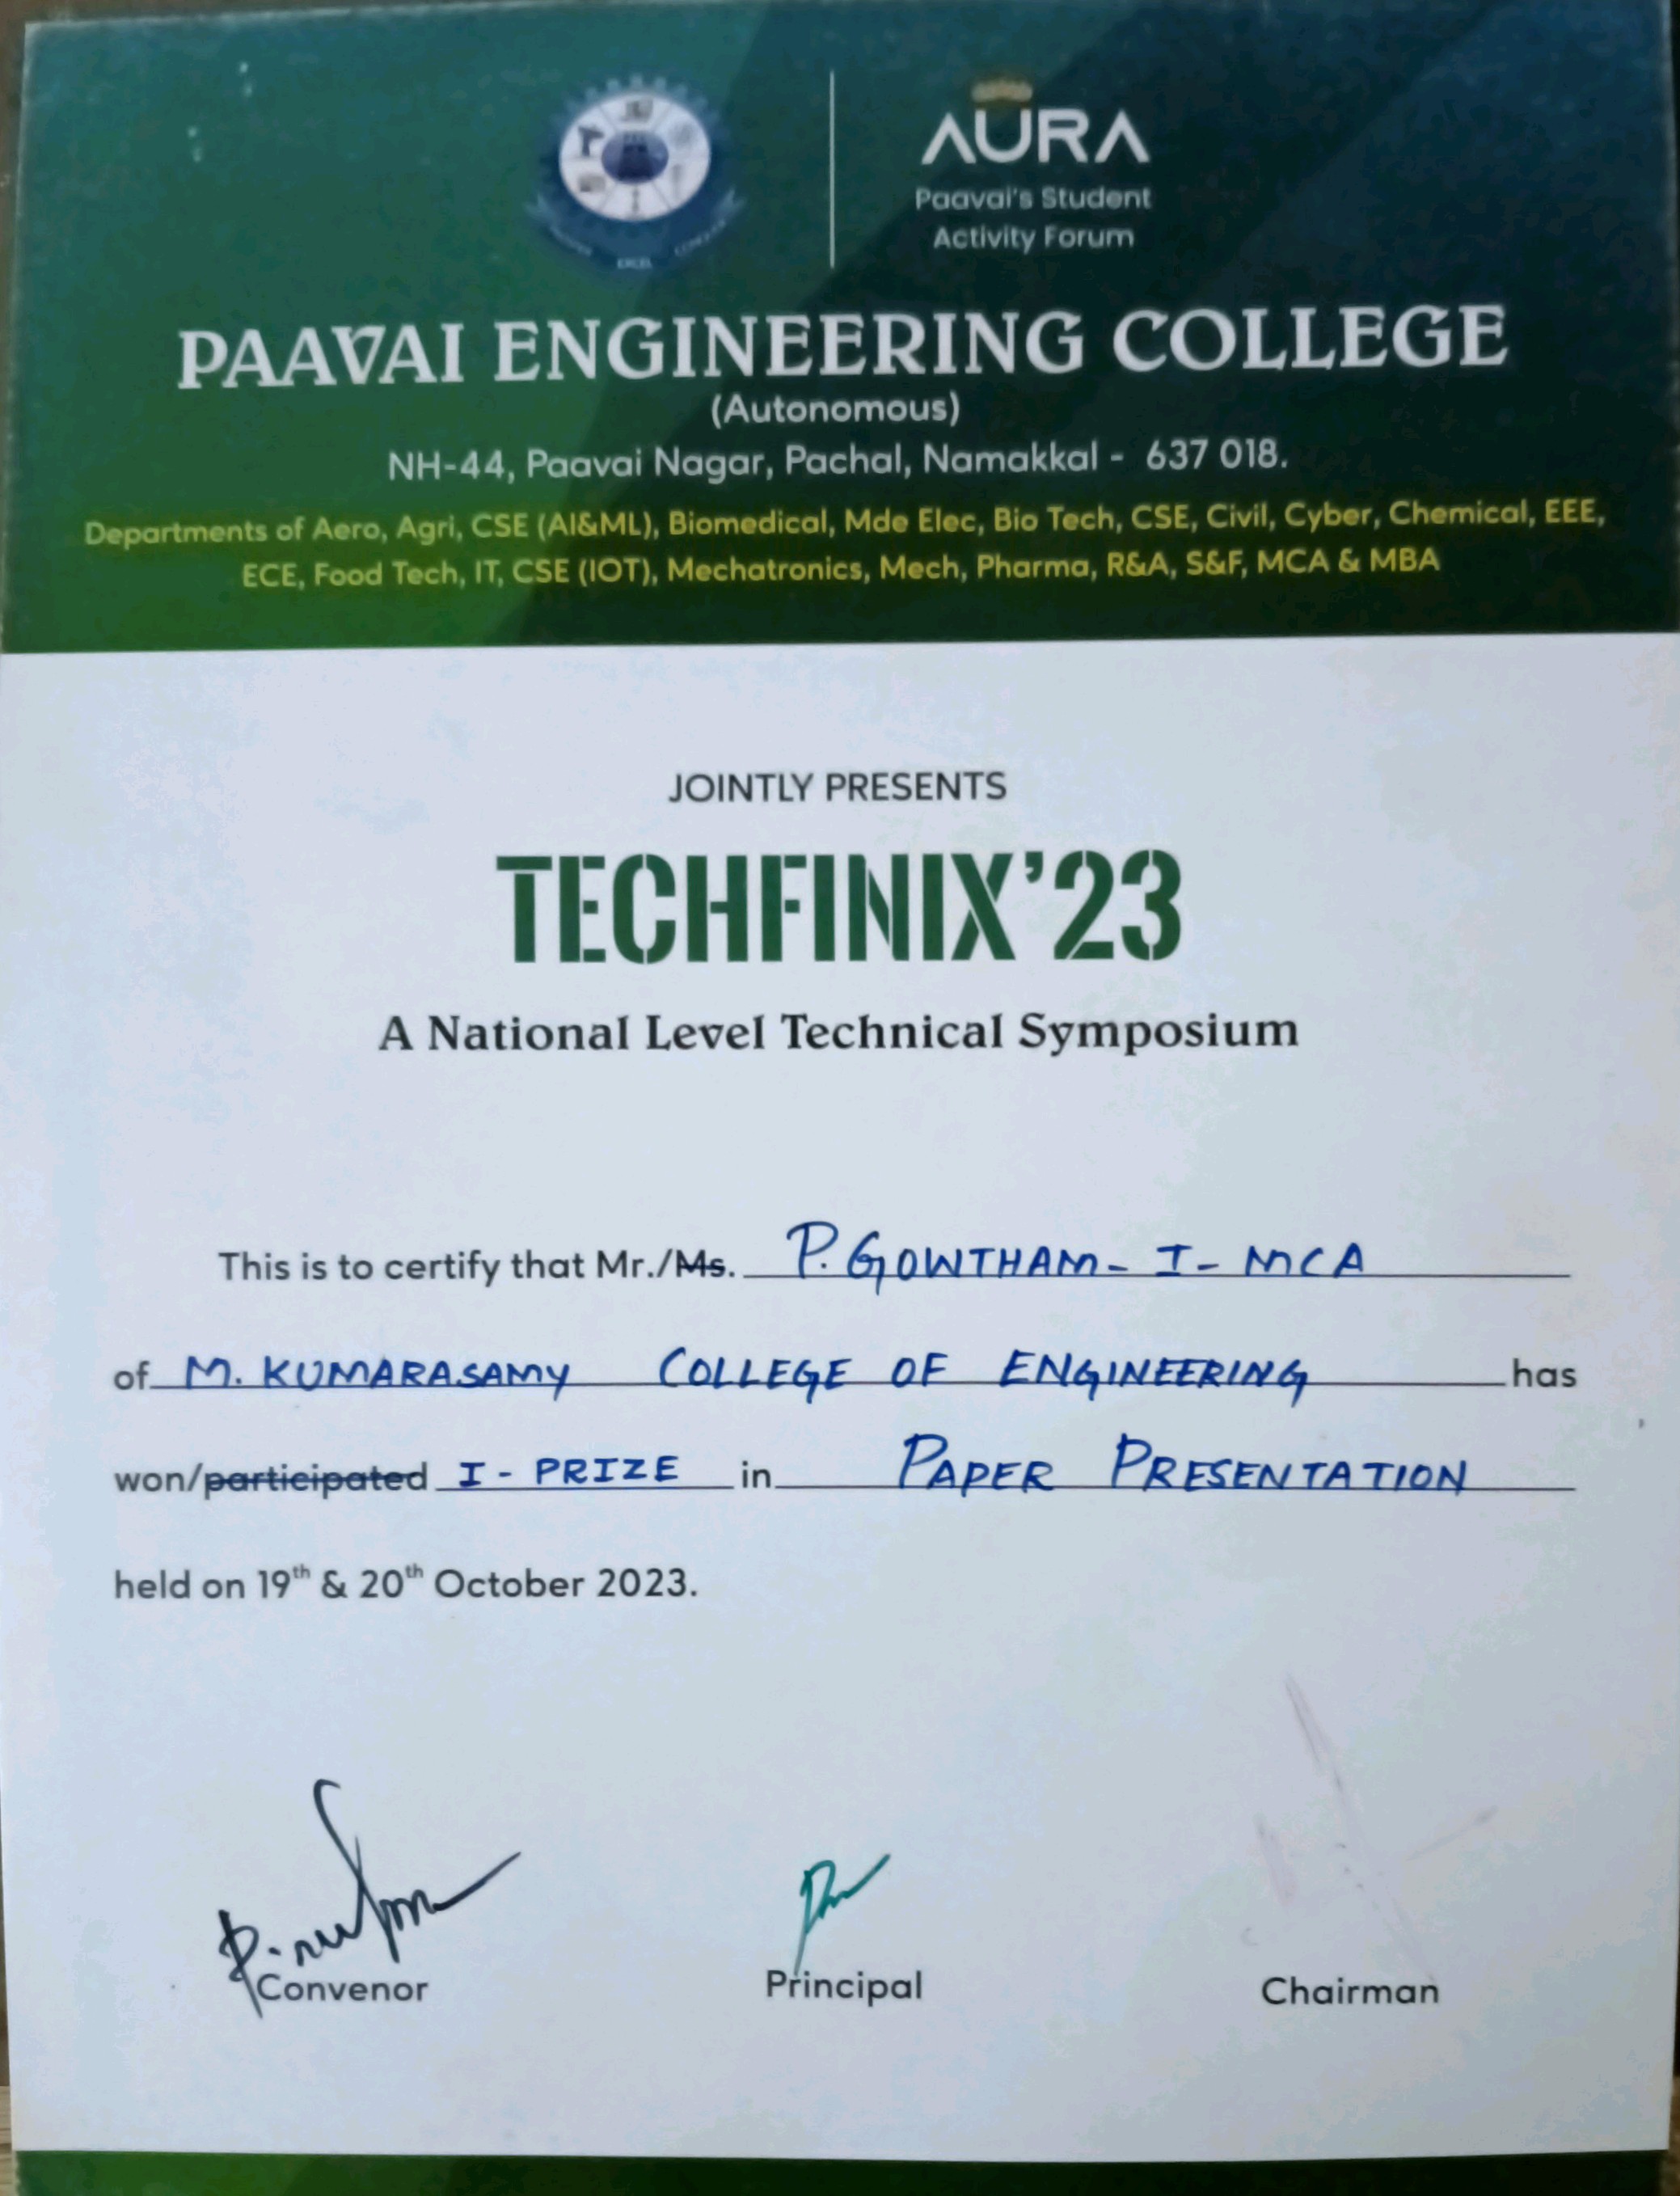 AURA
Paavai's Student
Activity Forum
EXCEL
PAAVAI ENGINEERING COLLEGE
(Autonomous)
NH-44, Paavai Nagar, Pachal, Namakkal - 637 018.
Departments of Aero, Agri, CSE (AI&ML), Biomedical, Mde Elec, Bio Tech, CSE, Civil, Cyber, Chemical, EEE,
ECE, Food Tech, IT, CSE (IOT), Mechatronics, Mech, Pharma, R&A, S&F, MCA & MBA
JOINTLY PRESENTS
TECHFINIX'23
A National Level Technical Symposium
This is to certify that Mr./Ms. P. GOWTHAM - I - MCA
of M. KUMARASAMY COLLEGE OF ENGINEERING has
won/participated I - PRIZE in PAPER PRESENTATION
held on 19th & 20th October 2023.
Convenor Principal Chairman